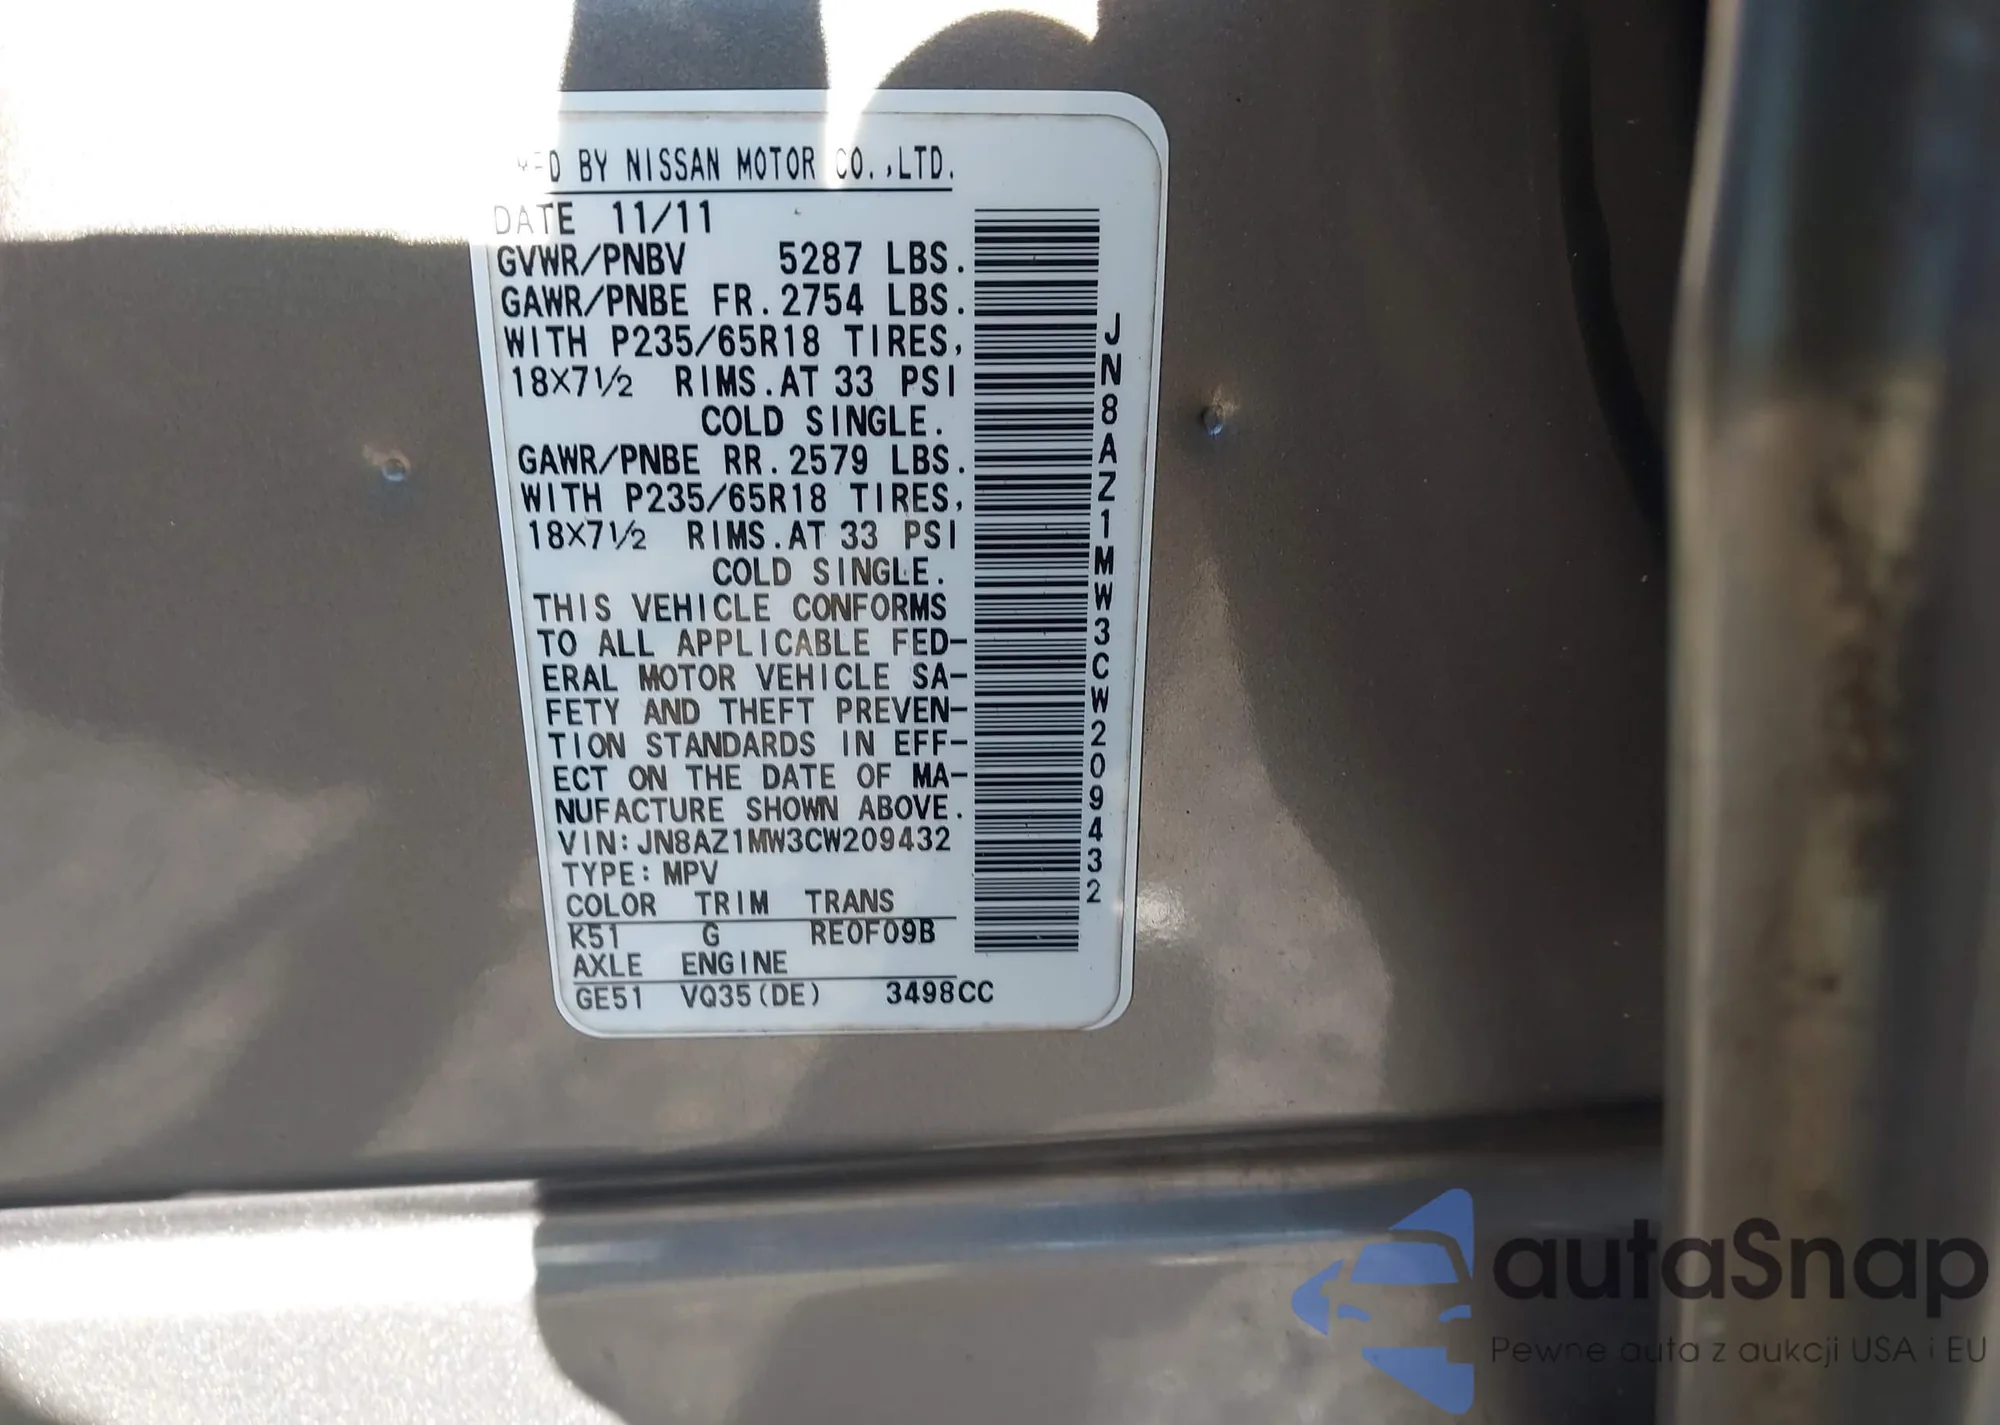 MFD BY NISSAN MOTOR CO.,LTD.
DATE 11/11
GVWR/PNBV 5287 LBS.
GAWR/PNBE FR.2754 LBS.
WITH P235/65R18 TIRES,
18X7½ RIMS.AT 33 PSI
COLD SINGLE.
GAWR/PNBE RR.2579 LBS.
WITH P235/65R18 TIRES,
18X7½ RIMS.AT 33 PSI
COLD SINGLE.
THIS VEHICLE CONFORMS
TO ALL APPLICABLE FED-
ERAL MOTOR VEHICLE SA-
FETY AND THEFT PREVEN-
TION STANDARDS IN EFF-
ECT ON THE DATE OF MA-
NUFACTURE SHOWN ABOVE.
VIN:JN8AZ1MW3CW209432
TYPE:MPV
COLOR TRIM TRANS
K51 G RE0F09B
AXLE ENGINE
GE51 VQ35(DE) 3498CC
JN8AZ1MW3CW209432
autaSnap
Pewne auta z aukcji USA i EU